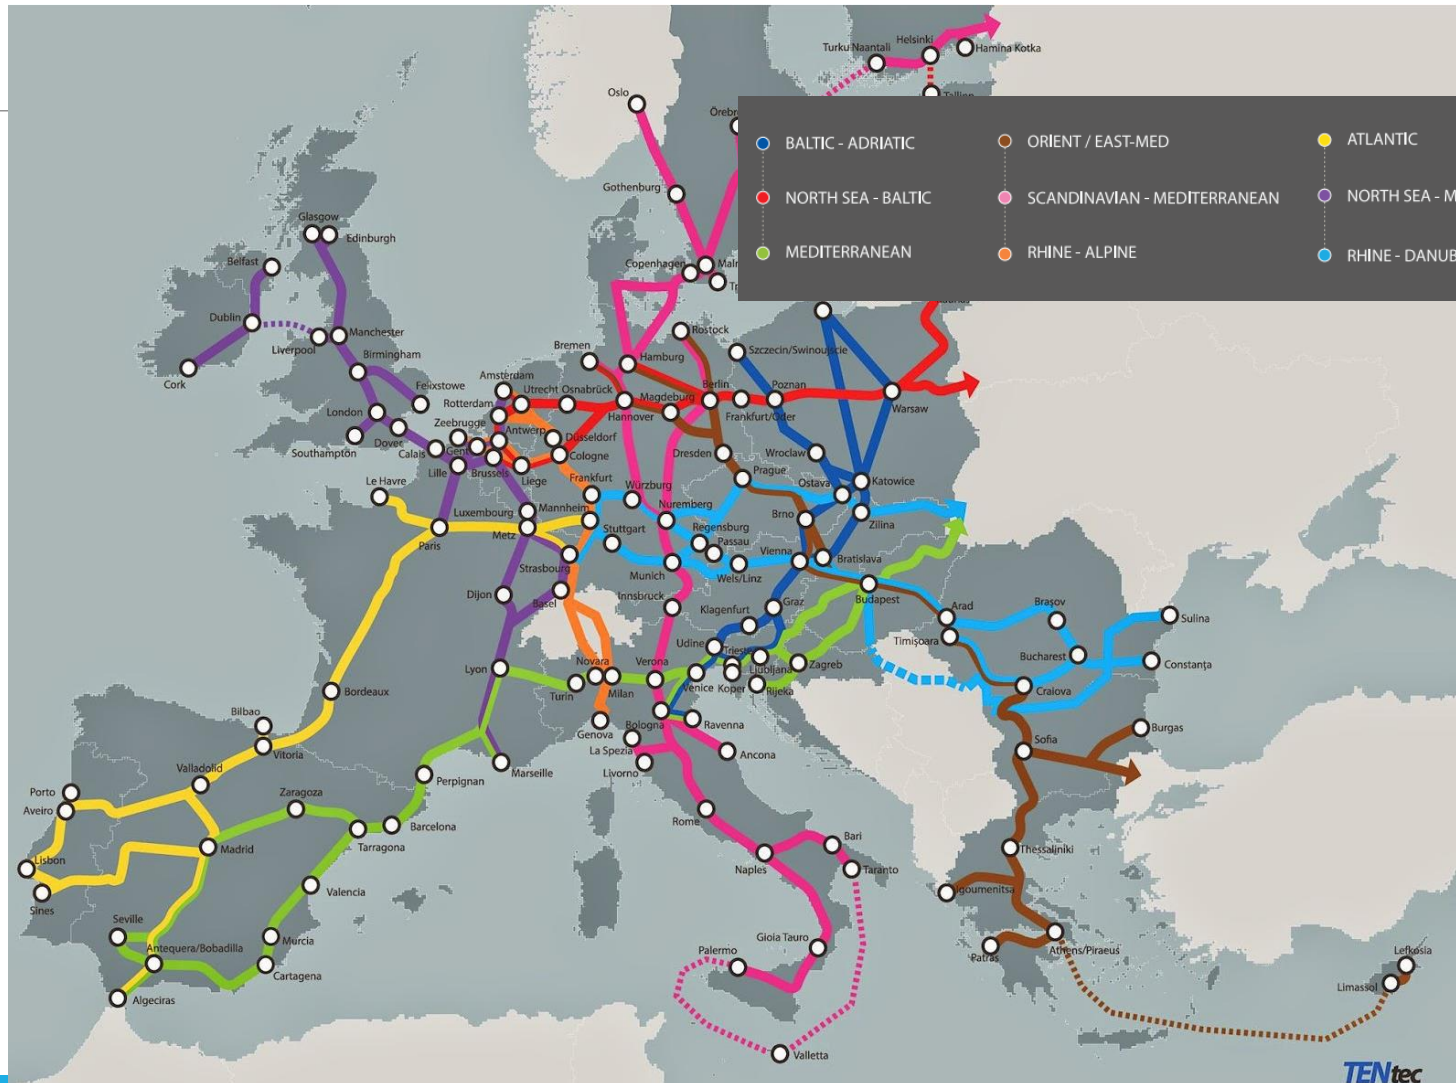 Turku-Naantali
Helsinki
Hamina Kotka
Oslo
BALTIC - ADRIATIC
ORIENT / EAST-MED
ATLANTIC
NORTH SEA - BALTIC
SCANDINAVIAN - MEDITERRANEAN
NORTH SEA - M
MEDITERRANEAN
RHINE - ALPINE
RHINE - DANUB
Örebr
Gothenburg
Glasgow
Edinburgh
Belfast
Copenhagen
Malm
Dublin
Liverpool
Manchester
Cork
Birmingham
Rostock
Bremen
Hamburg
Szczecin/Swinoujscie
Felixstowe
Amsterdam
Utrecht
Osnabrück
Magdeburg
Berlin
Poznan
Warsaw
Rotterdam
Hannover
Frankfurt/Oder
London
Zeebrugge
Antwerp
Düsseldorf
Southampton
Dover
Calais
Gent
Cologne
Dresden
Wroclaw
Lille
Brussels
Liege
Prague
Le Havre
Frankfurt
Würzburg
Ostava
Katowice
Luxembourg
Mannheim
Nuremberg
Brno
Zilina
Paris
Metz
Stuttgart
Regensburg
Passau
Vienna
Bratislava
Strasbourg
Munich
Wels/Linz
Dijon
Basel
Innsbruck
Klagenfurt
Graz
Budapest
Arad
Braşov
Sulina
Udine
Timişoara
Lyon
Novara
Verona
Trieste
Ljubljana
Zagreb
Bucharest
Constanţa
Turin
Milan
Venice
Koper
Rijeka
Craiova
Bordeaux
Bilbao
Genova
Bologna
Ravenna
Burgas
Vitoria
La Spezia
Ancona
Sofia
Valladolid
Marseille
Livorno
Perpignan
Porto
Aveiro
Zaragoza
Rome
Barcelona
Tarragona
Bari
Madrid
Naples
Thessaljniki
Lisbon
Taranto
Valencia
Igoumenitsa
Sines
Seville
Murcia
Gioia Tauro
Antequera/Bobadilla
Palermo
Patras
Athens/Piraeus
Lefkosia
Cartagena
Limassol
Algeciras
Valletta
TENtec